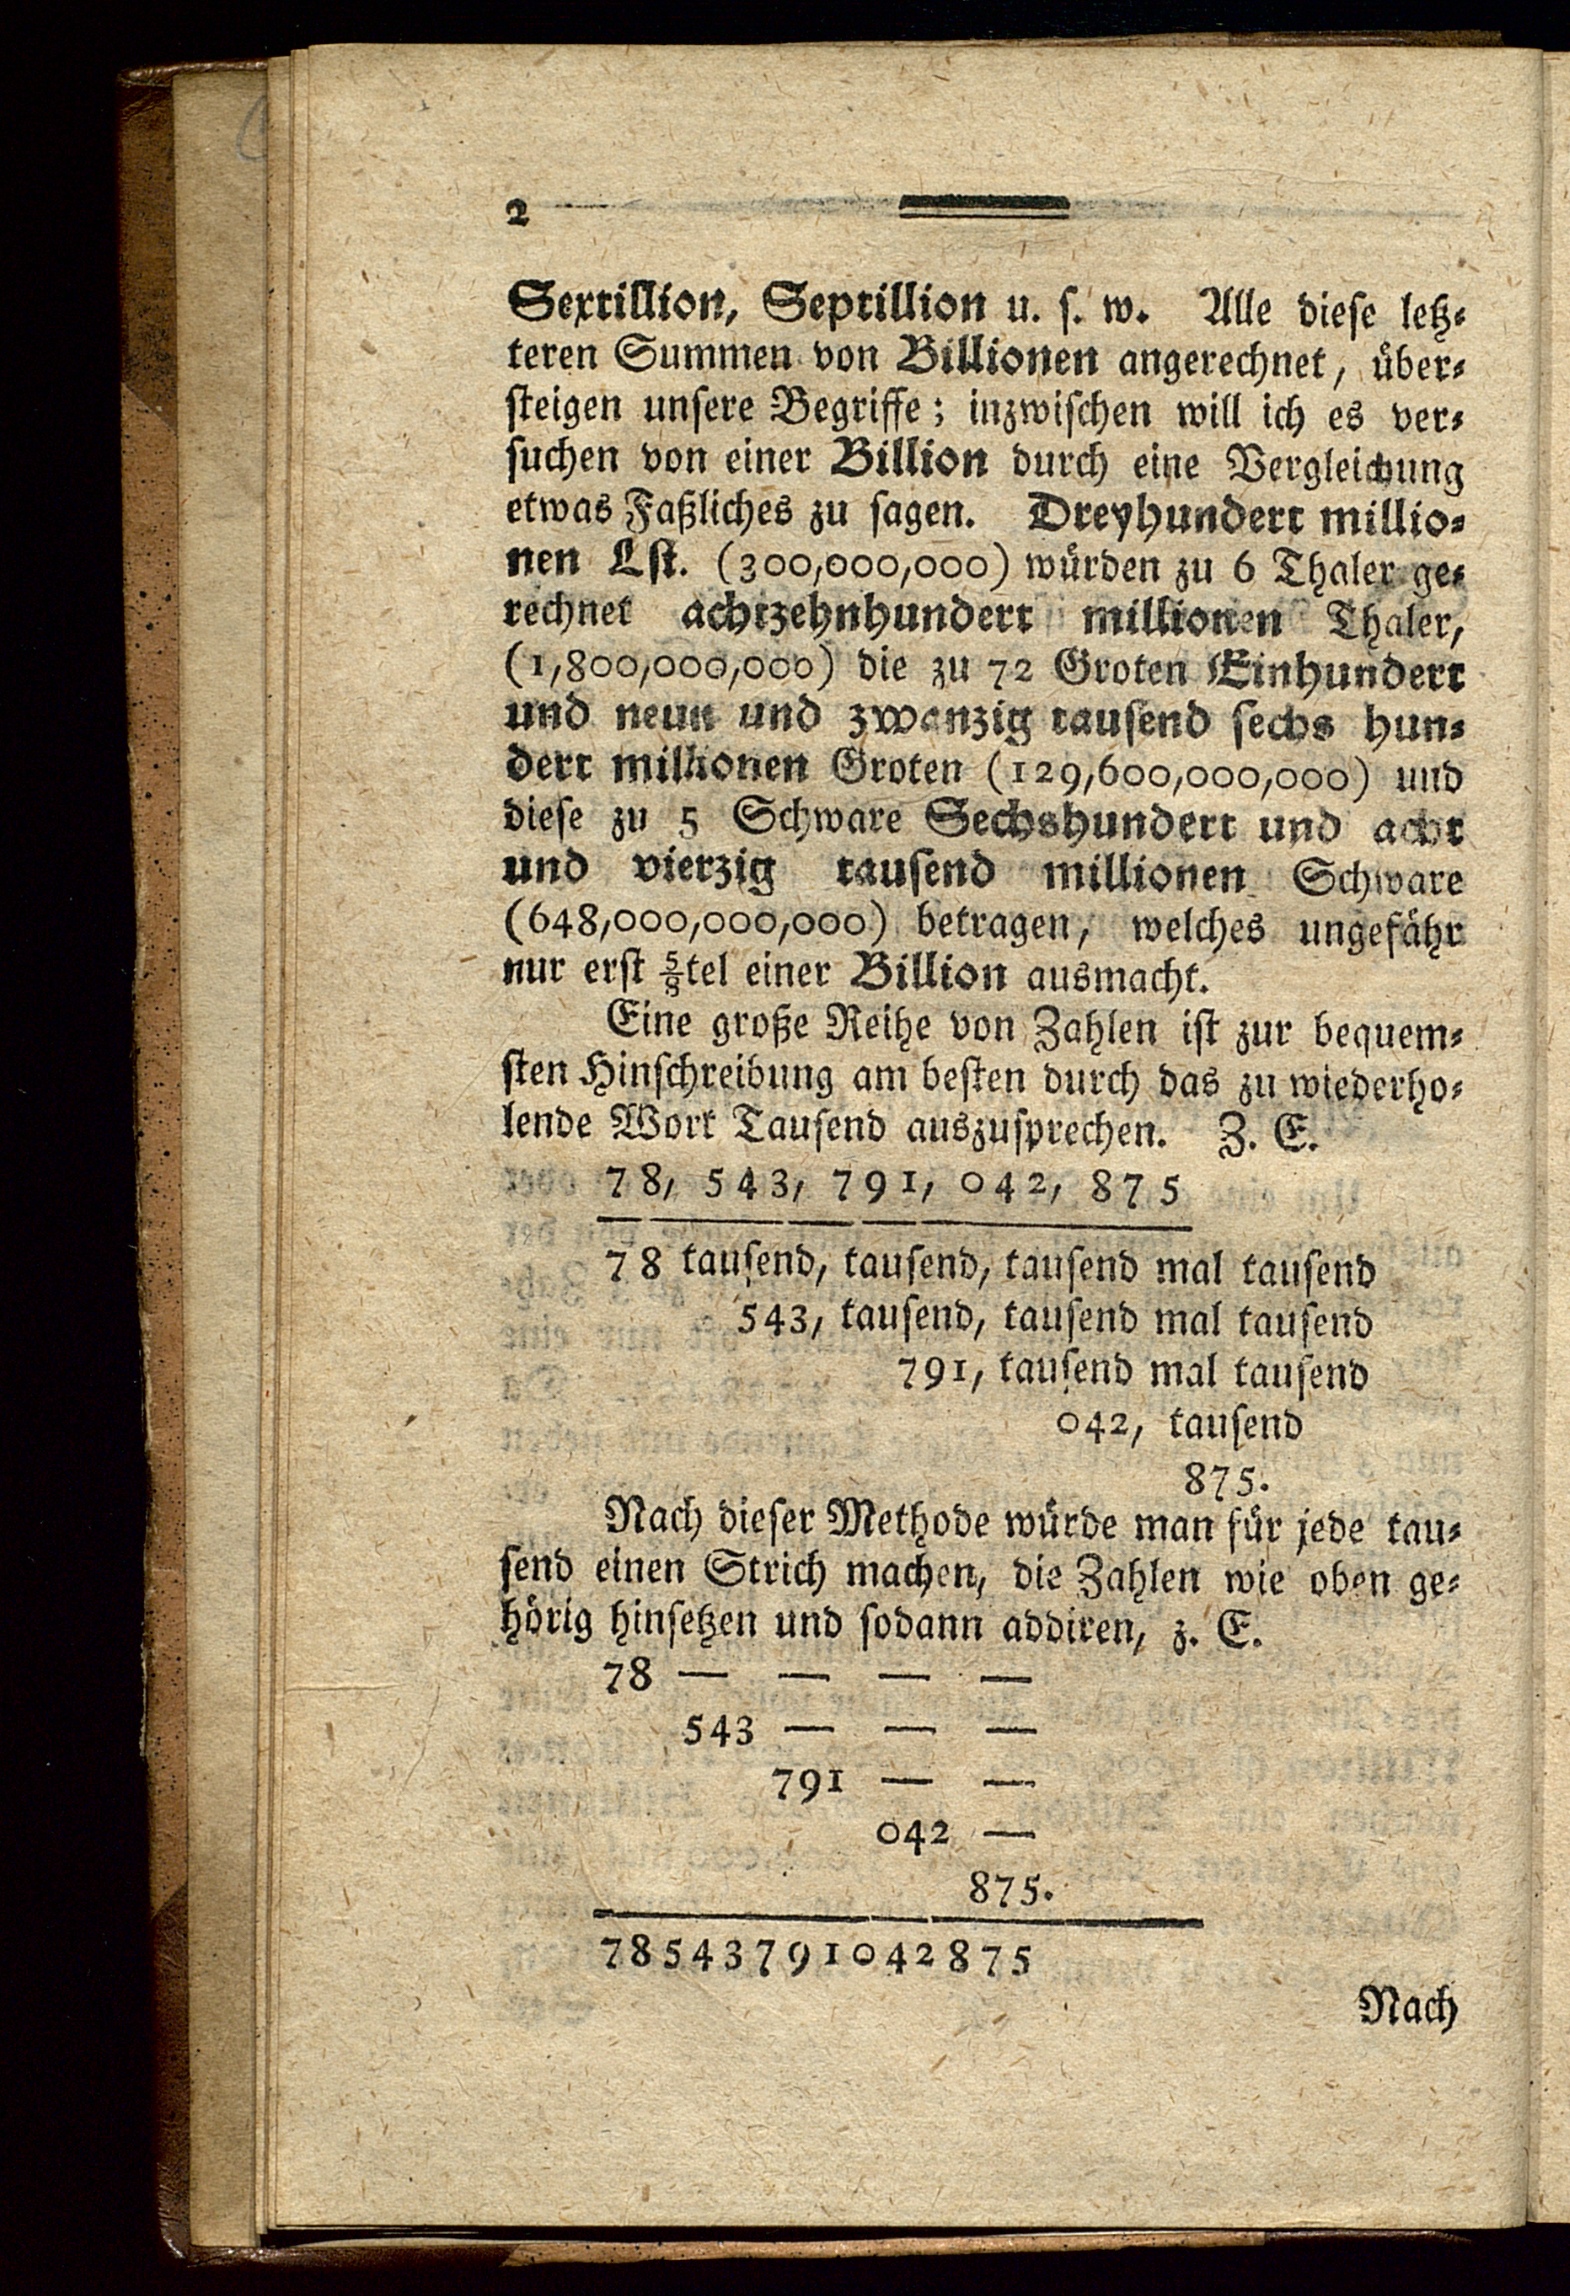 2
Sextillion, Septillion u. s. w. Alle diese letz-
teren Summen von Billionen angerechnet, über-
steigen unsere Begriffe; inzwischen will ich es ver-
suchen von einer Billion durch eine Vergleichung
etwas Faßliches zu sagen. Dreyhundert millio-
nen Lst. (300,000,000) würden zu 6 Thaler ge-
rechnet achtzehnhundert millionen Thaler,
(1,800,000,000) die zu 72 Groten Einhundert
und neun und zwanzig tausend sechs hun-
dert millionen Groten (129,600,000,000) und
diese zu 5 Schware Sechshundert und acht
und vierzig tausend millionen Schware
(648,000,000,000) betragen, welches ungefähr
nur erst 5/8tel einer Billion ausmacht.
Eine große Reihe von Zahlen ist zur bequem-
sten Hinschreibung am besten durch das zu wiederho-
lende Wort Tausend auszusprechen. Z. E.
78, 543, 791, 042, 875
78 tausend, tausend, tausend mal tausend
543, tausend, tausend mal tausend
791, tausend mal tausend
042, tausend
875.
Nach dieser Methode würde man für jede tau-
send einen Strich machen, die Zahlen wie oben ge-
hörig hinsetzen und sodann addiren, z. E.
78 — — — —
543 — — —
791 — —
042 —
875.
78543791042875
Nach